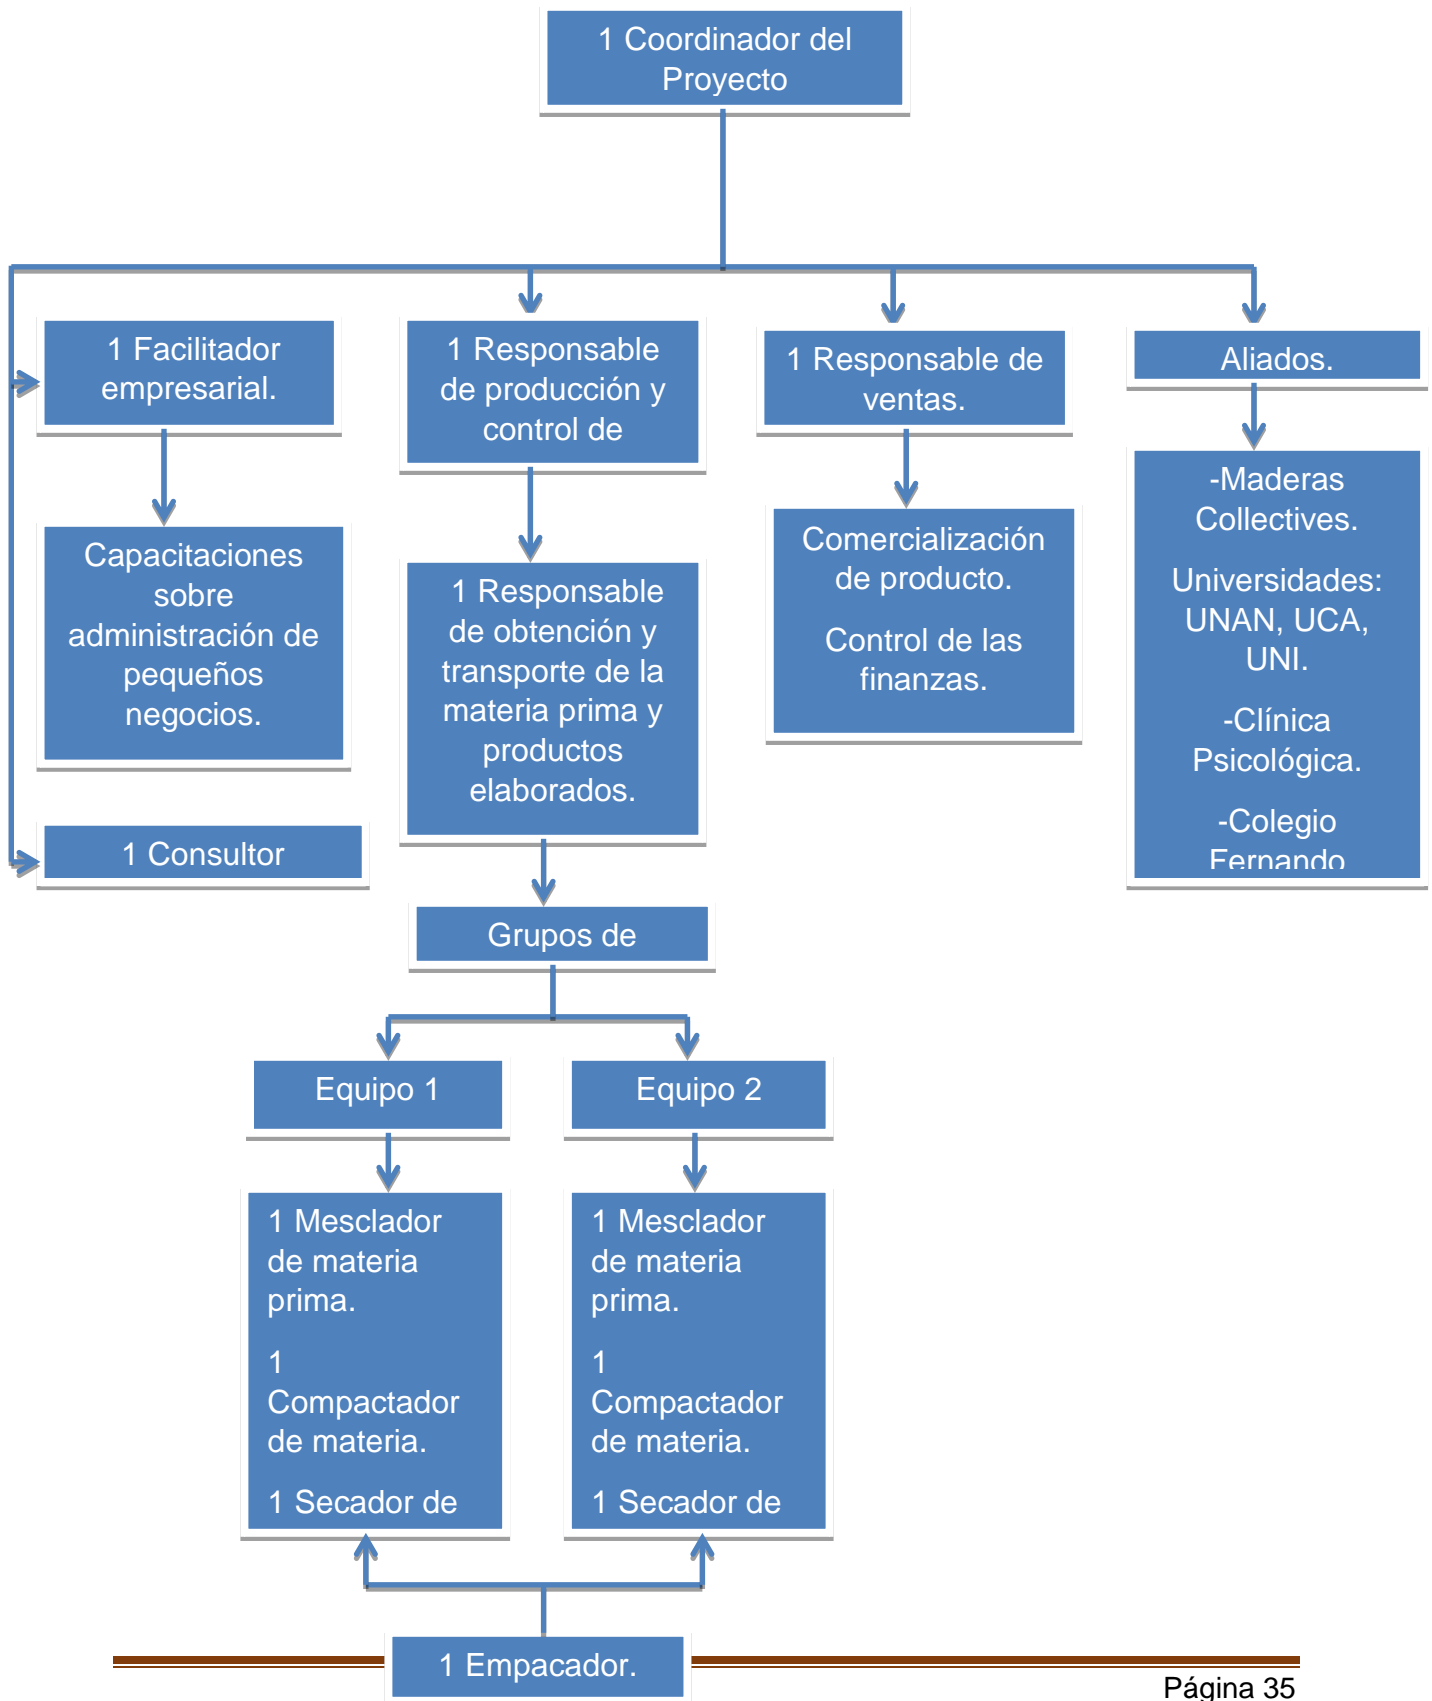 1 Coordinador del
Proyecto
1 Facilitador
empresarial.
1 Responsable
de producción y
control de
1 Responsable de
ventas.
Aliados.
Capacitaciones
sobre
administración de
pequeños
negocios.
1 Responsable
de obtención y
transporte de la
materia prima y
productos
elaborados.
Comercialización
de producto.
Control de las
finanzas.
-Maderas
Collectives.
Universidades:
UNAN, UCA,
UNI.
-Clínica
Psicológica.
-Colegio
Fernando
1 Consultor
Grupos de
Equipo 1
Equipo 2
1 Mesclador
de materia
prima.
1
Compactador
de materia.
1 Secador de
1 Mesclador
de materia
prima.
1
Compactador
de materia.
1 Secador de
1 Empacador.
Página 35